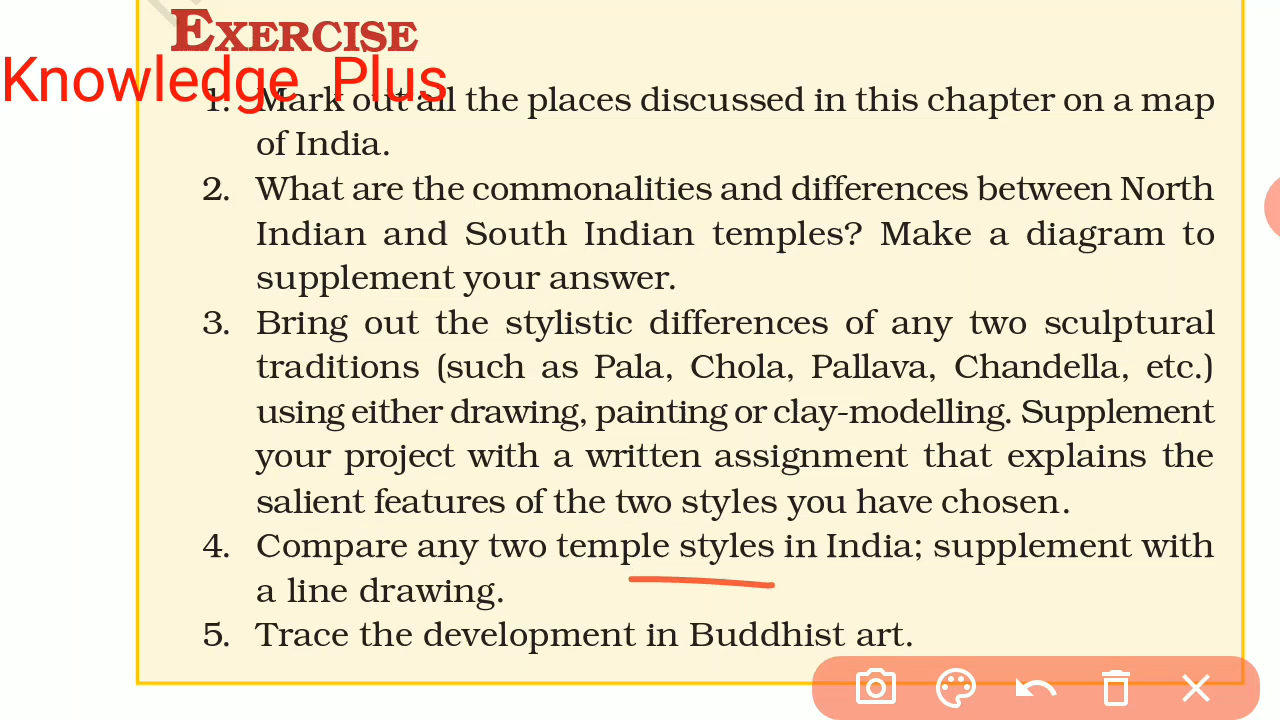 EXERCISE
Knowledge Plus
1. Mark out all the places discussed in this chapter on a map
of India.
2. What are the commonalities and differences between North
Indian and South Indian temples? Make a diagram to
supplement your answer.
3. Bring out the stylistic differences of any two sculptural
traditions (such as Pala, Chola, Pallava, Chandella, etc.)
using either drawing, painting or clay-modelling. Supplement
your project with a written assignment that explains the
salient features of the two styles you have chosen.
4. Compare any two temple styles in India; supplement with
a line drawing.
5. Trace the development in Buddhist art.